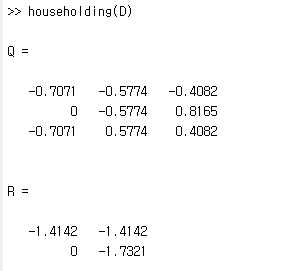 >> householding(D)
Q =
-0.7071 -0.5774 -0.4082
0 -0.5774 0.8165
-0.7071 0.5774 0.4082
R =
-1.4142 -1.4142
0 -1.7321